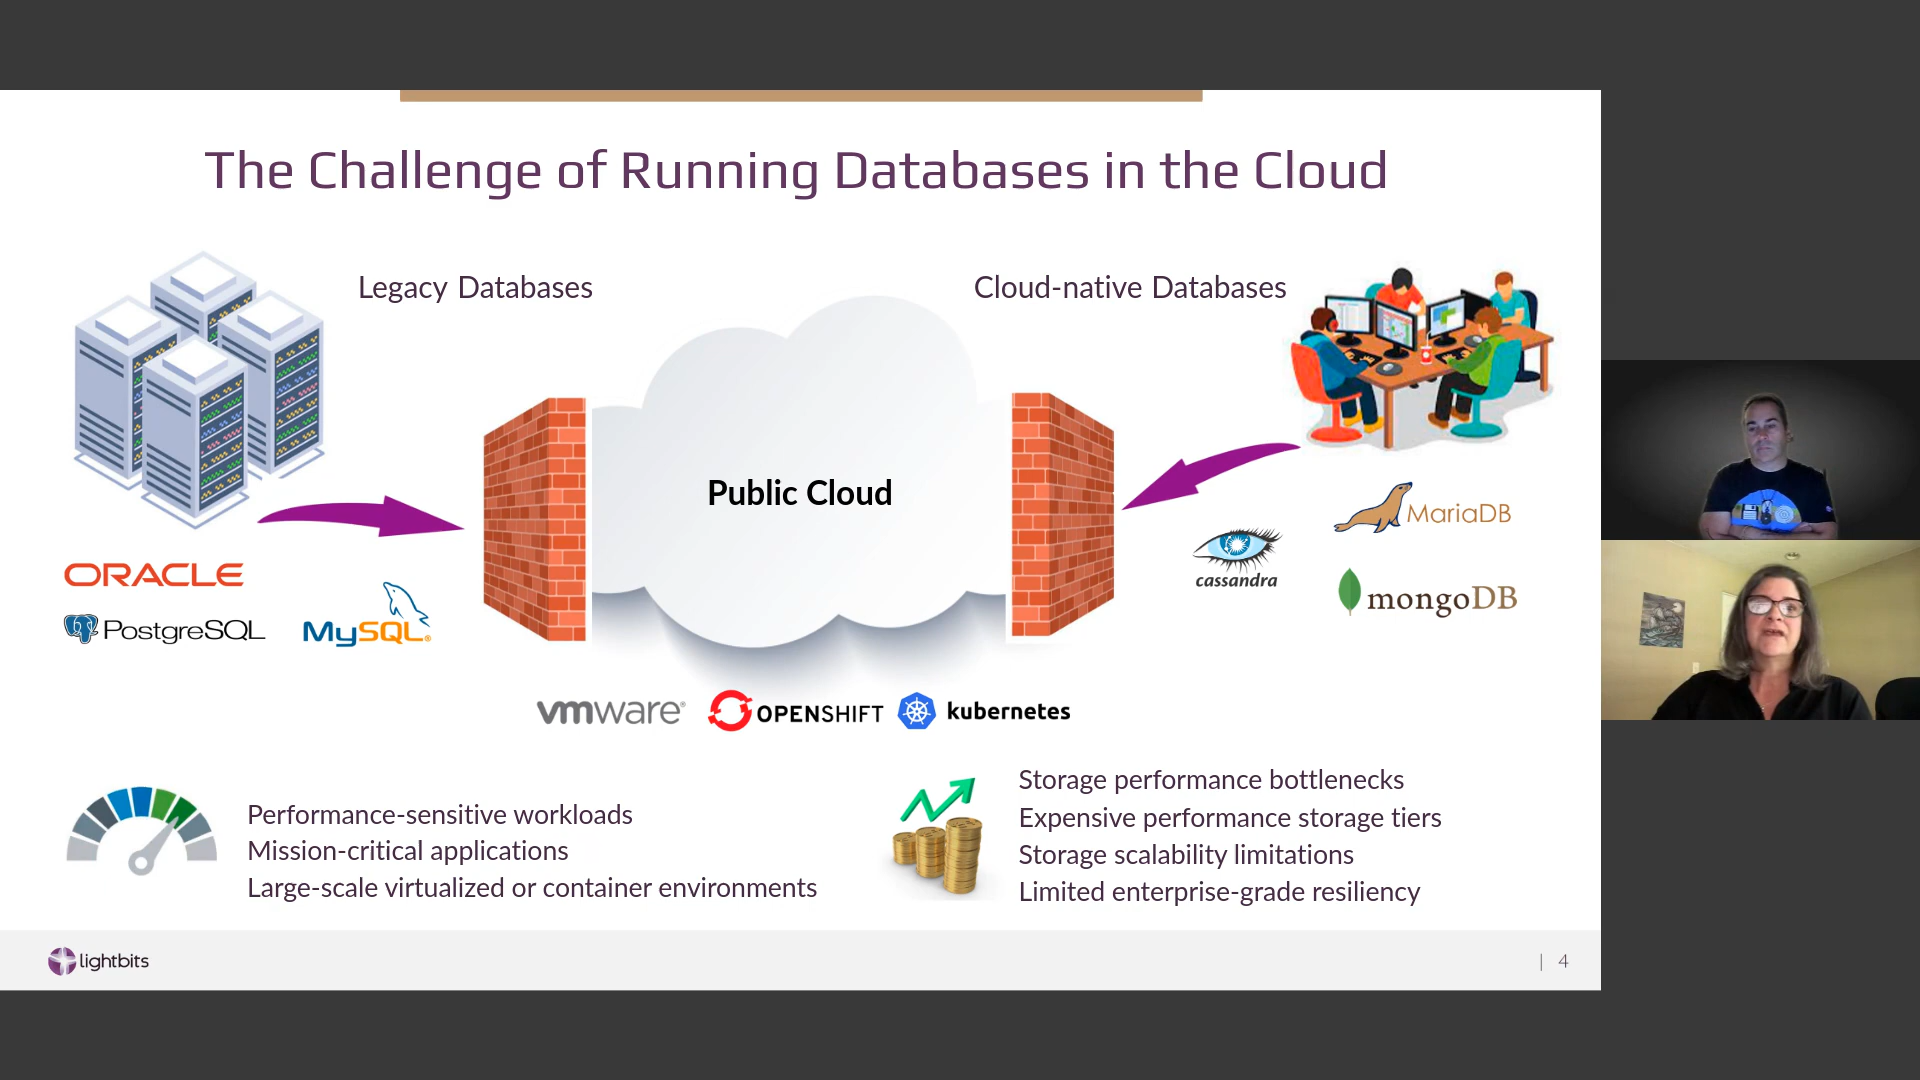 The Challenge of Running Databases in the Cloud
Legacy Databases
Cloud-native Databases
Public Cloud
ORACLE
PostgreSQL
MySQL®
cassandra
MariaDB
mongoDB
vmware®
OPENSHIFT
kubernetes
Performance-sensitive workloads
Mission-critical applications
Large-scale virtualized or container environments
Storage performance bottlenecks
Expensive performance storage tiers
Storage scalability limitations
Limited enterprise-grade resiliency
lightbits
| 4